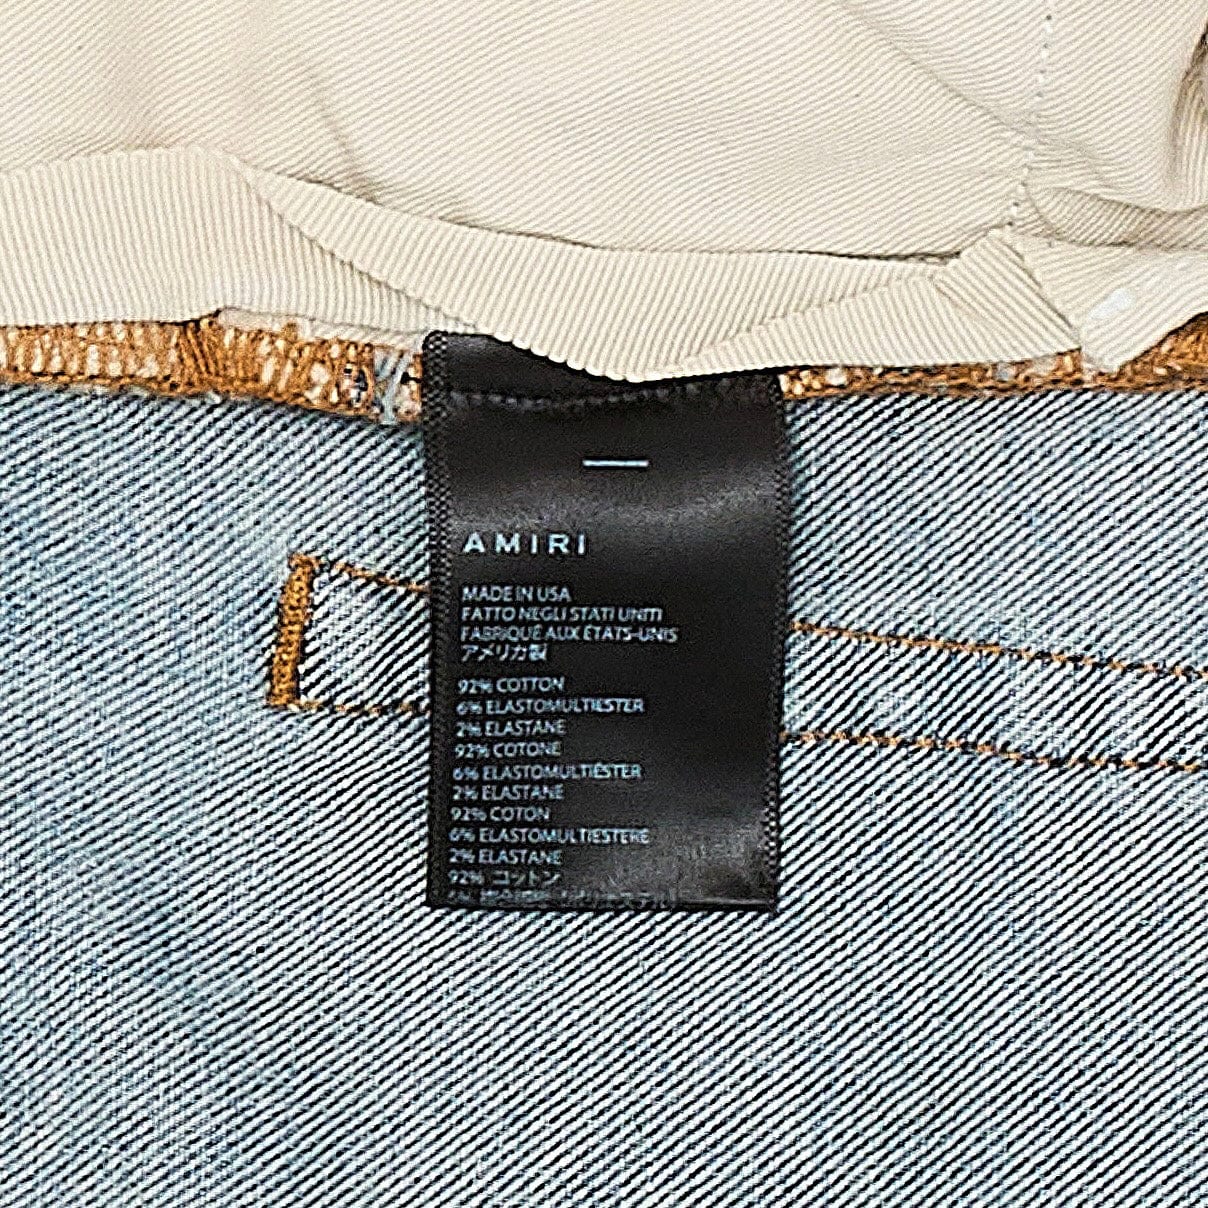 AMIRI
MADE IN USA
FATTO NEGLI STATI UNITI
FABRIQUÉ AUX ÉTATS-UNIS
アメリカ製
92% COTTON
6% ELASTOMULTIESTER
2% ELASTANE
92% COTONE
6% ELASTOMULTIESTER
2% ELASTANE
92% COTON
6% ELASTOMULTIESTERE
2% ELASTANE
92% コットン